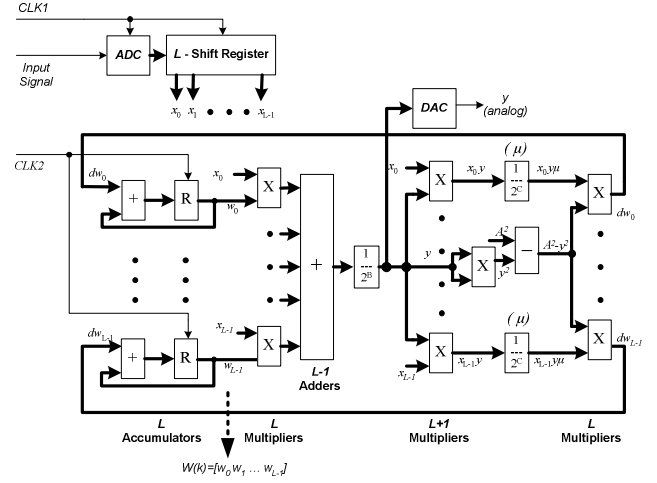 CLK1
ADC
L - Shift Register
Input
Signal
x0 x1 xL-1
DAC
y
(analog)
CLK2
dw0
+
R
x0
w0
X
+
1
2B
x0
X
x0.y
(μ)
1
2C
x0.yμ
X
dw0
y
A2
X
y2
–
A2-y2
dwL-1
+
R
xL-1
wL-1
X
xL-1
X
xL-1.y
(μ)
1
2C
xL-1.yμ
X
dwL-1
L-1
Adders
L
Accumulators
L
Multipliers
L+1
Multipliers
L
Multipliers
W(k)=[w0 w1 ... wL-1]